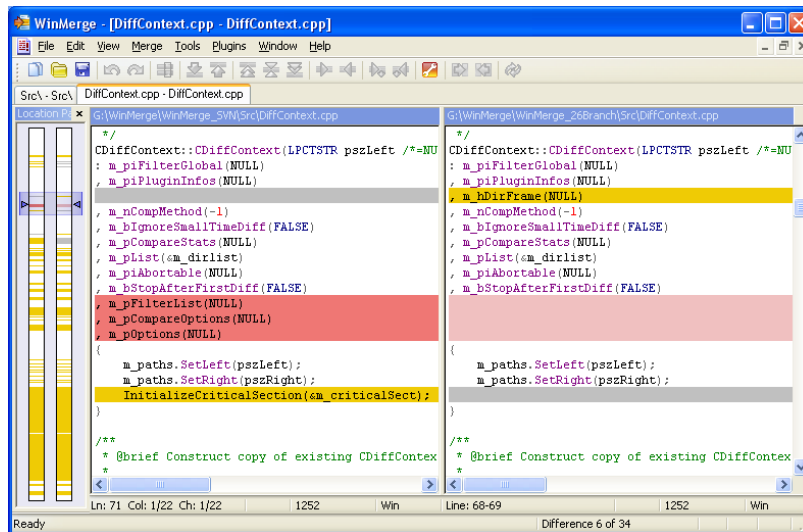 WinMerge - [DiffContext.cpp - DiffContext.cpp]
File Edit View Merge Tools Plugins Window Help
Src\ - Src\ DiffContext.cpp - DiffContext.cpp
Location Pa
G:\WinMerge\WinMerge_SVN\Src\DiffContext.cpp
*/
CDiffContext::CDiffContext(LPCTSTR pszLeft /*=NU
: m_piFilterGlobal(NULL)
, m_piPluginInfos(NULL)
, m_nCompMethod(-1)
, m_bIgnoreSmallTimeDiff(FALSE)
, m_pCompareStats(NULL)
, m_pList(&m_dirlist)
, m_piAbortable(NULL)
, m_bStopAfterFirstDiff(FALSE)
, m_pFilterList(NULL)
, m_pCompareOptions(NULL)
, m_pOptions(NULL)
{
m_paths.SetLeft(pszLeft);
m_paths.SetRight(pszRight);
InitializeCriticalSection(&m_criticalSect);
}
/**
* @brief Construct copy of existing CDiffContex
*
G:\WinMerge\WinMerge_26Branch\Src\DiffContext.cpp
*/
CDiffContext::CDiffContext(LPCTSTR pszLeft /*=NU
: m_piFilterGlobal(NULL)
, m_piPluginInfos(NULL)
, m_hDirFrame(NULL)
, m_nCompMethod(-1)
, m_bIgnoreSmallTimeDiff(FALSE)
, m_pCompareStats(NULL)
, m_pList(&m_dirlist)
, m_piAbortable(NULL)
, m_bStopAfterFirstDiff(FALSE)
{
m_paths.SetLeft(pszLeft);
m_paths.SetRight(pszRight);
}
/**
* @brief Construct copy of existing CDiffContex
*
Ln: 71 Col: 1/22 Ch: 1/22 1252 Win Line: 68-69 1252 Win
Ready Difference 6 of 34